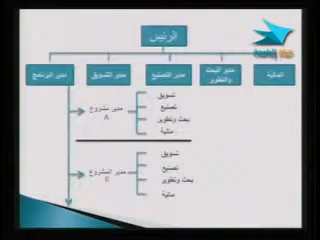 الرئيس
المالية
مدير البحث
والتطوير
مدير التصنيع
مدير التسويق
مدير البرنامج
تسويق
تصنيع
بحث وتطوير
مالية
مدير مشروع
A
تسويق
تصنيع
بحث وتطوير
مالية
مدير المشروع